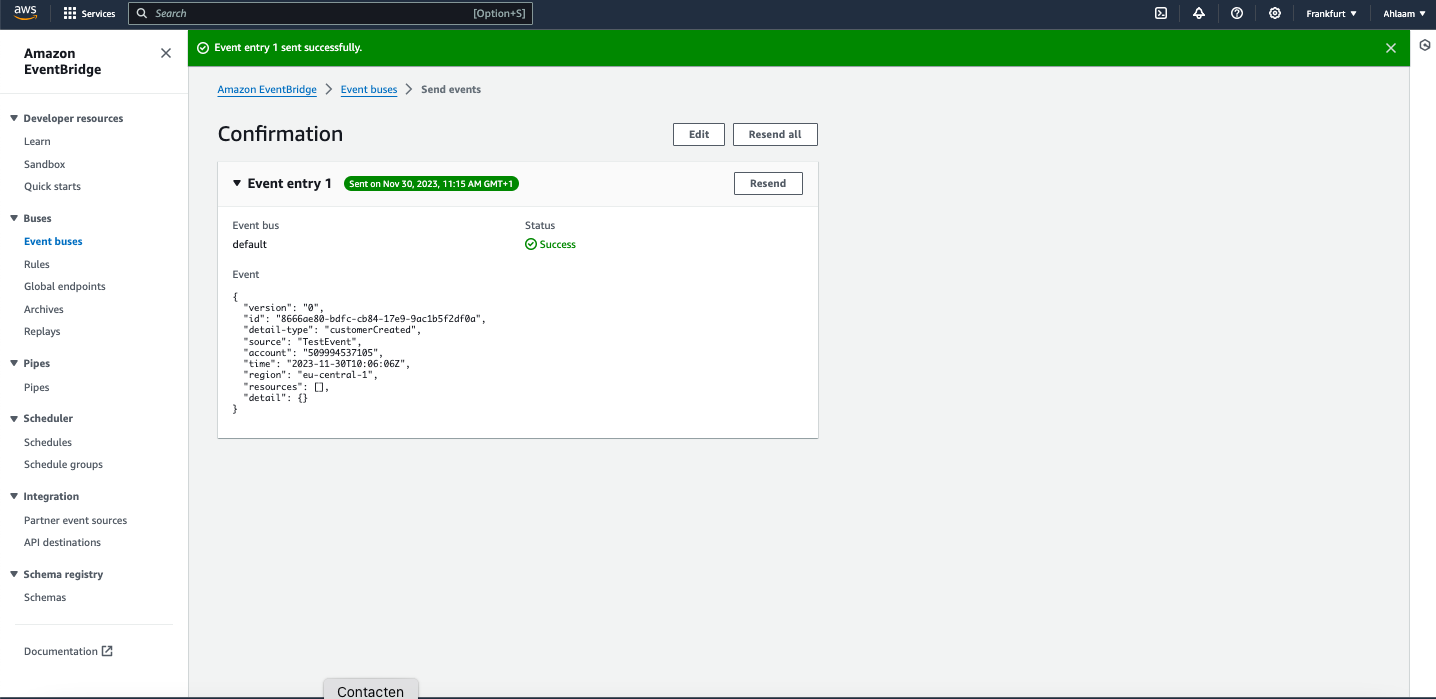 aws
Services
Search
[Option+S]
Frankfurt
Ahlaam
Amazon
EventBridge
Developer resources
Learn
Sandbox
Quick starts
Buses
Event buses
Rules
Global endpoints
Archives
Replays
Pipes
Pipes
Scheduler
Schedules
Schedule groups
Integration
Partner event sources
API destinations
Schema registry
Schemas
Documentation
Event entry 1 sent successfully.
Amazon EventBridge > Event buses > Send events
Confirmation
Edit
Resend all
Event entry 1
Sent on Nov 30, 2023, 11:15 AM GMT+1
Resend
Event bus
default
Status
Success
Event
{
"version": "0",
"id": "8666ae80-bdfc-cb84-17e9-9ac1b5f2df0a",
"detail-type": "customerCreated",
"source": "TestEvent",
"account": "509994537105",
"time": "2023-11-30T10:06:06Z",
"region": "eu-central-1",
"resources": [],
"detail": {}
}
Contacten